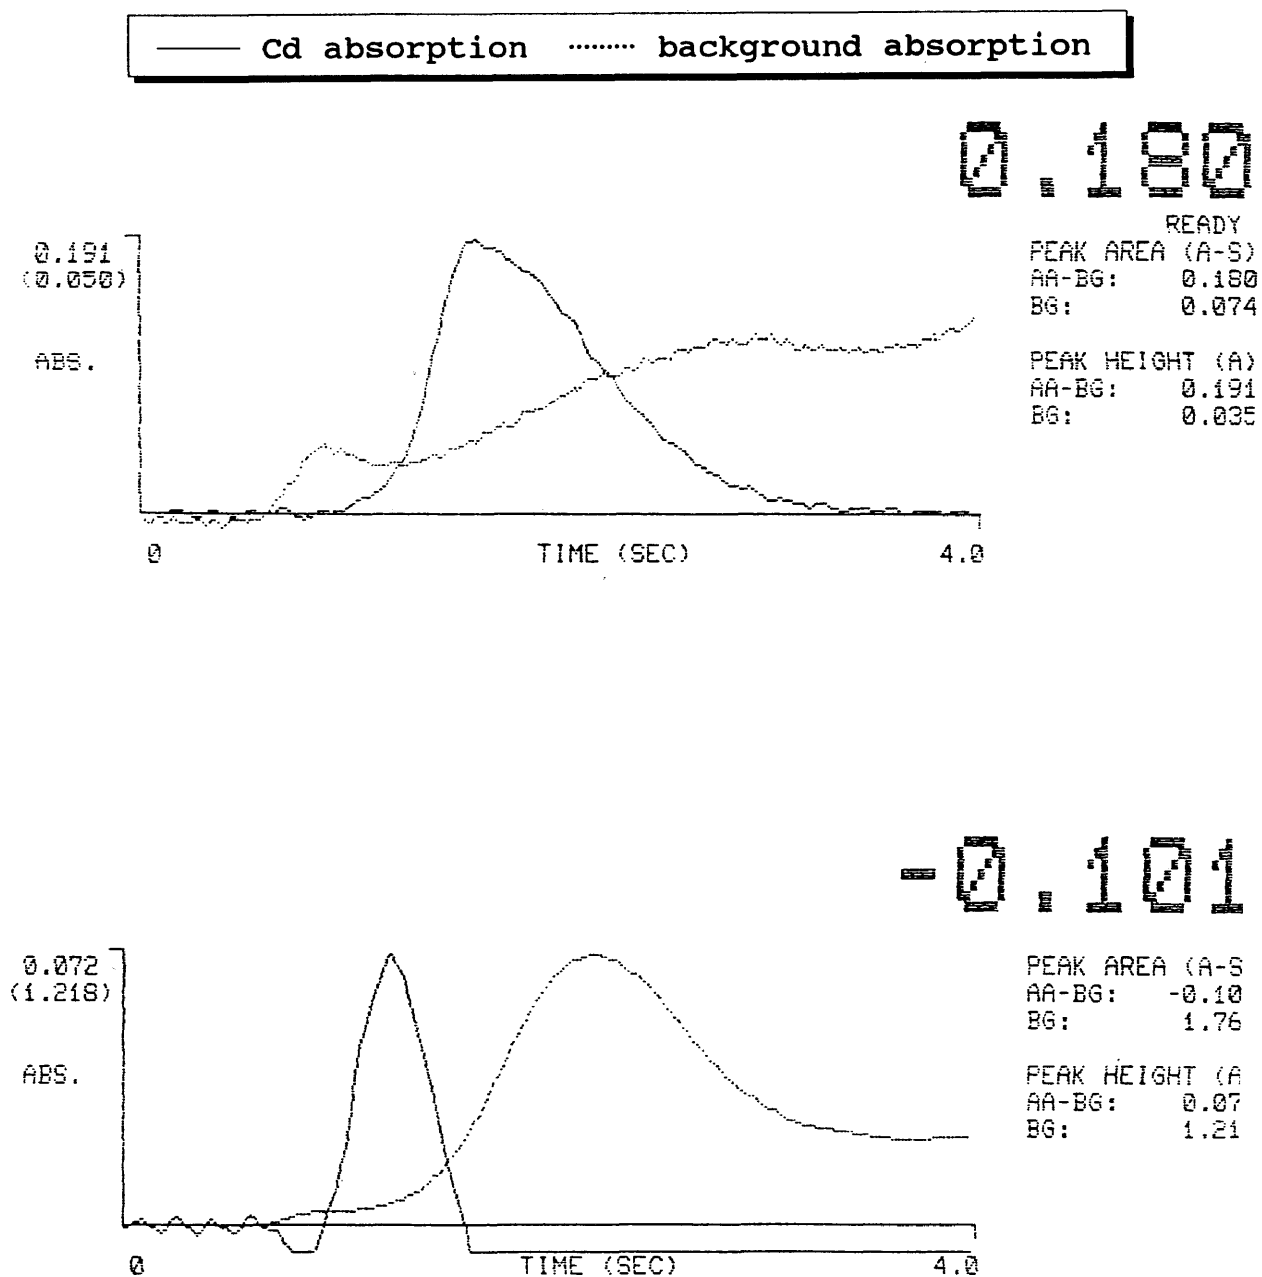 Cd absorption background absorption
0.180
READY
PEAK AREA (A-S)
AA-BG: 0.180
BG: 0.074
PEAK HEIGHT (A)
AA-BG: 0.191
BG: 0.035
0.191
(0.050)
ABS.
0 TIME (SEC) 4.0
-0.101
PEAK AREA (A-S
AA-BG: -0.10
BG: 1.76
PEAK HEIGHT (A
AA-BG: 0.07
BG: 1.21
0.072
(1.218)
ABS.
0 TIME (SEC) 4.0